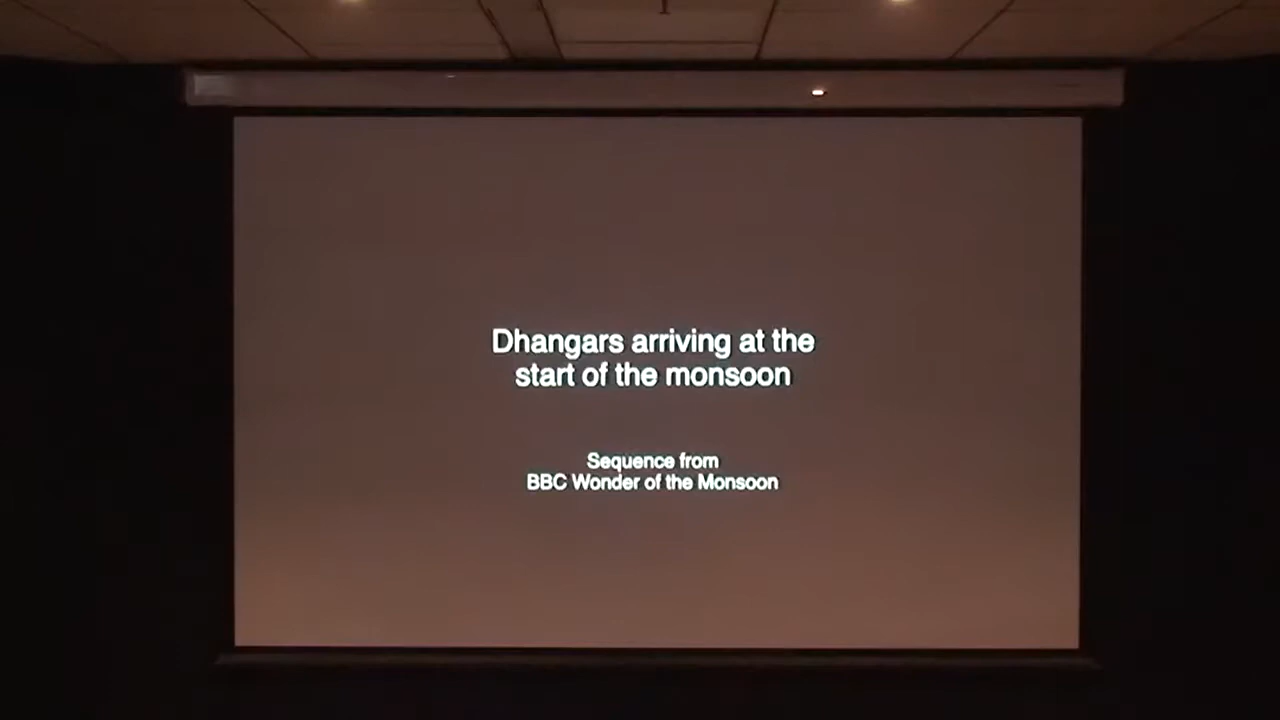 Dhangars arriving at the
start of the monsoon
Sequence from
BBC Wonder of the Monsoon